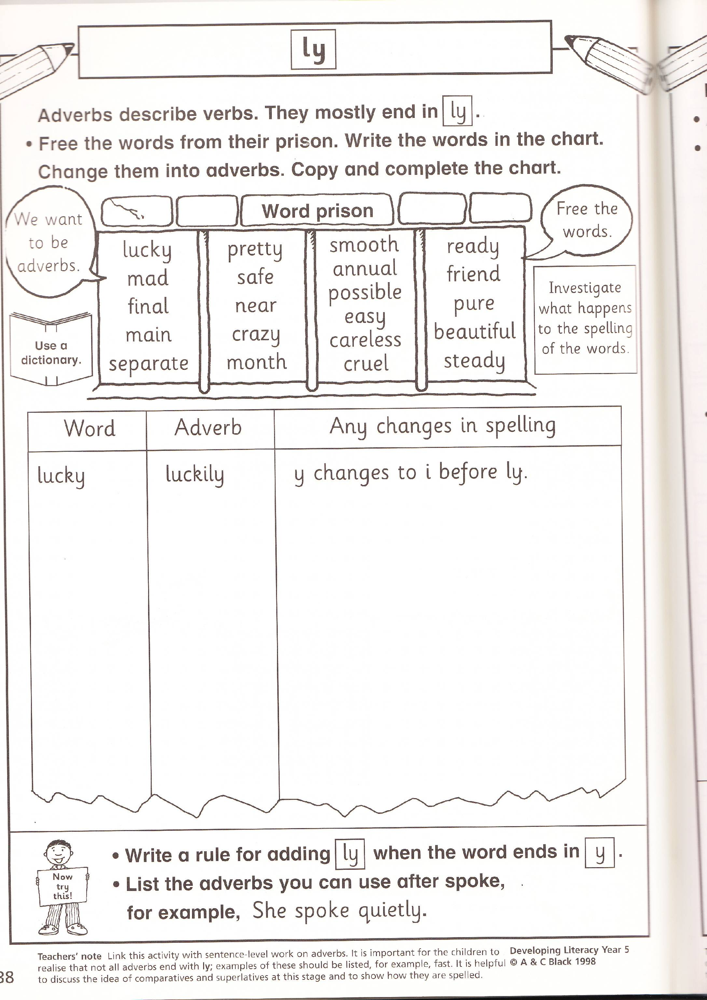 ly
Adverbs describe verbs. They mostly end in ly.
• Free the words from their prison. Write the words in the chart.
Change them into adverbs. Copy and complete the chart.
We want
to be
adverbs.
Word prison
Free the
words.
lucky
mad
final
main
separate
pretty
safe
near
crazy
month
smooth
annual
possible
easy
careless
cruel
ready
friend
pure
beautiful
steady
Use a
dictionary.
Investigate
what happens
to the spelling
of the words.
Word Adverb Any changes in spelling
lucky luckily y changes to i before ly.
Now
try
this!
• Write a rule for adding ly when the word ends in y.
• List the adverbs you can use after spoke,
for example, She spoke quietly.
Teachers' note Link this activity with sentence-level work on adverbs. It is important for the children to
realise that not all adverbs end with ly; examples of these should be listed, for example, fast. It is helpful
to discuss the idea of comparatives and superlatives at this stage and to show how they are spelled.
Developing Literacy Year 5
© A & C Black 1998
38